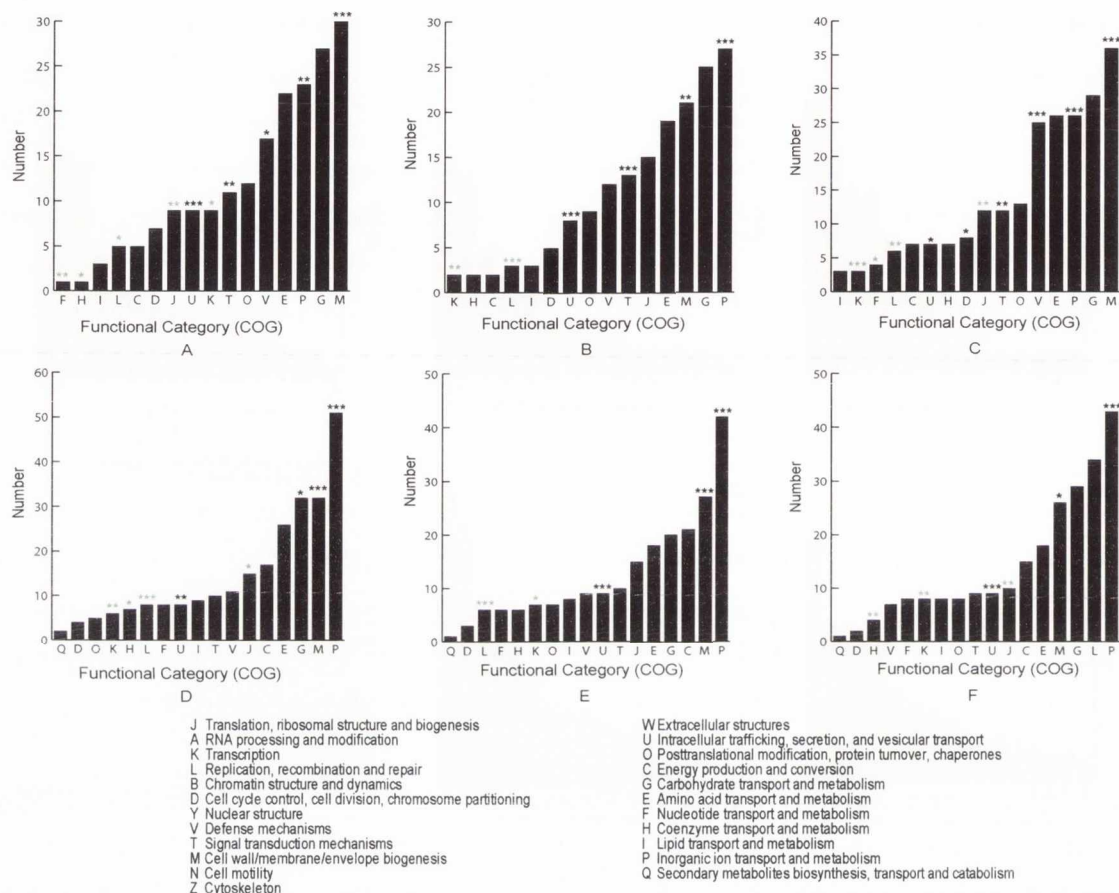 ***
30
25
20
15
10
5
0
Number
** * *
** *** * ** *
** ***
F H I L C D J U K T O V E P G M
Functional Category (COG)
A
30
25
20
15
10
5
0
Number
** *** *** *** ** ***
K H C L I D U O V T J E M G P
Functional Category (COG)
B
40
35
30
25
20
15
10
5
0
Number
*** * ** * * ** ** *** *** ***
I K F L C U H D J T O V E P G M
Functional Category (COG)
C
60
50
40
30
20
10
0
Number
** * *** ** * * *** ***
Q D O K H L F U I T V J C E G M P
Functional Category (COG)
D
50
40
30
20
10
0
Number
*** * *** *** ***
Q D L F H K O I V U T J E G C M P
Functional Category (COG)
E
50
40
30
20
10
0
Number
** ** *** ** * ***
Q D H V F K I O T U J C E M G L P
Functional Category (COG)
F
J Translation, ribosomal structure and biogenesis
A RNA processing and modification
K Transcription
L Replication, recombination and repair
B Chromatin structure and dynamics
D Cell cycle control, cell division, chromosome partitioning
Y Nuclear structure
V Defense mechanisms
T Signal transduction mechanisms
M Cell wall/membrane/envelope biogenesis
N Cell motility
Z Cytoskeleton
W Extracellular structures
U Intracellular trafficking, secretion, and vesicular transport
O Posttranslational modification, protein turnover, chaperones
C Energy production and conversion
G Carbohydrate transport and metabolism
E Amino acid transport and metabolism
F Nucleotide transport and metabolism
H Coenzyme transport and metabolism
I Lipid transport and metabolism
P Inorganic ion transport and metabolism
Q Secondary metabolites biosynthesis, transport and catabolism